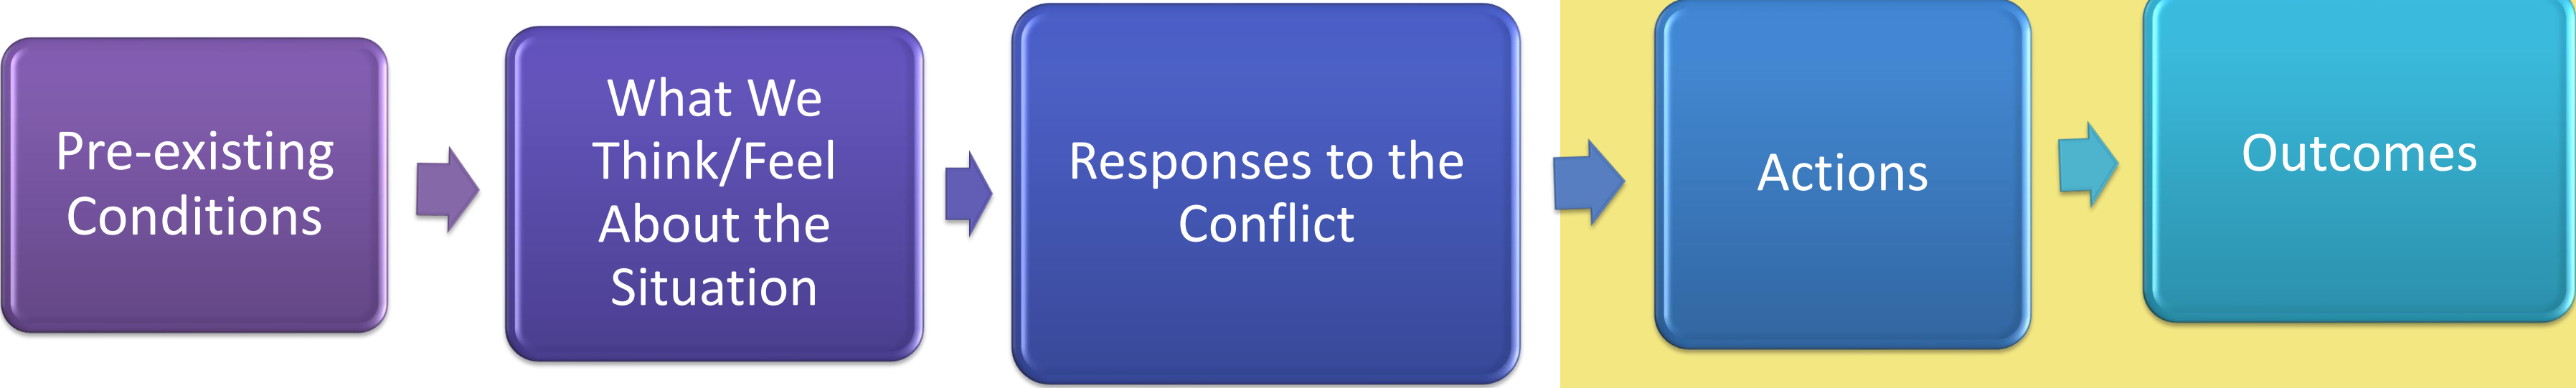 Pre-existing
Conditions
What We
Think/Feel
About the
Situation
Responses to the
Conflict
Actions
Outcomes